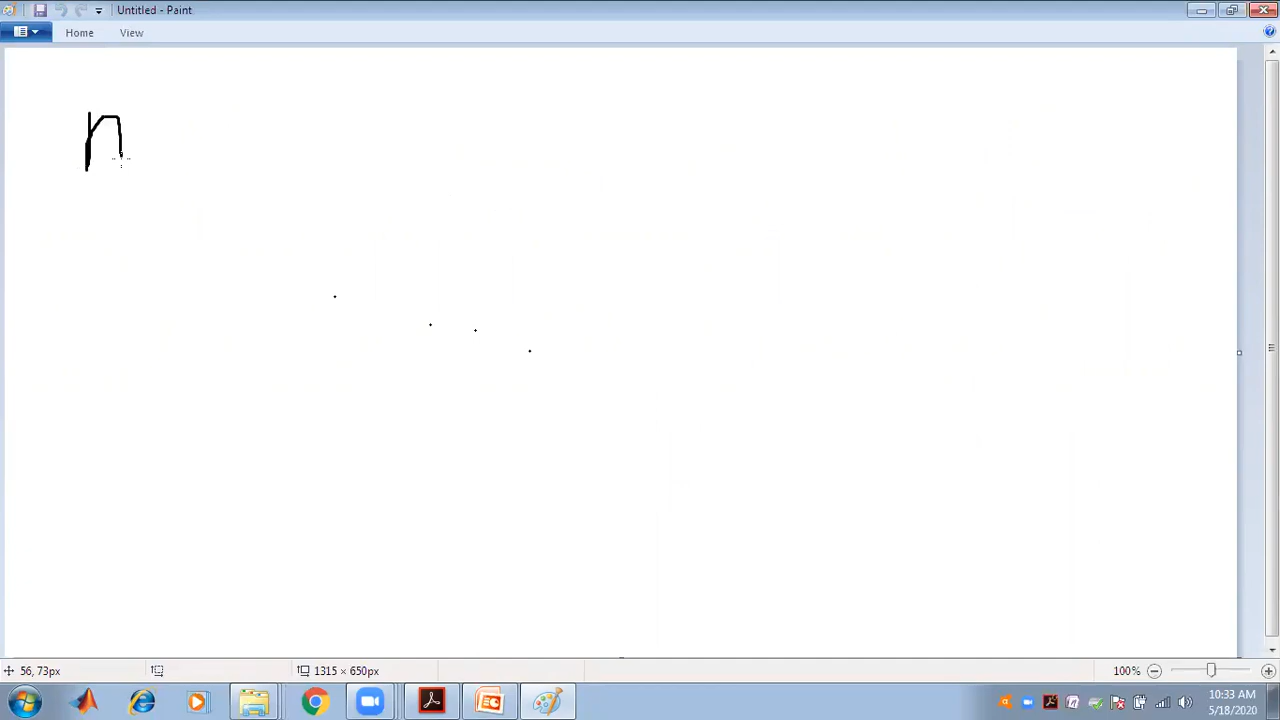 Untitled - Paint
Home View
n
56, 73px 1315 × 650px 100%
10:33 AM
5/18/2020